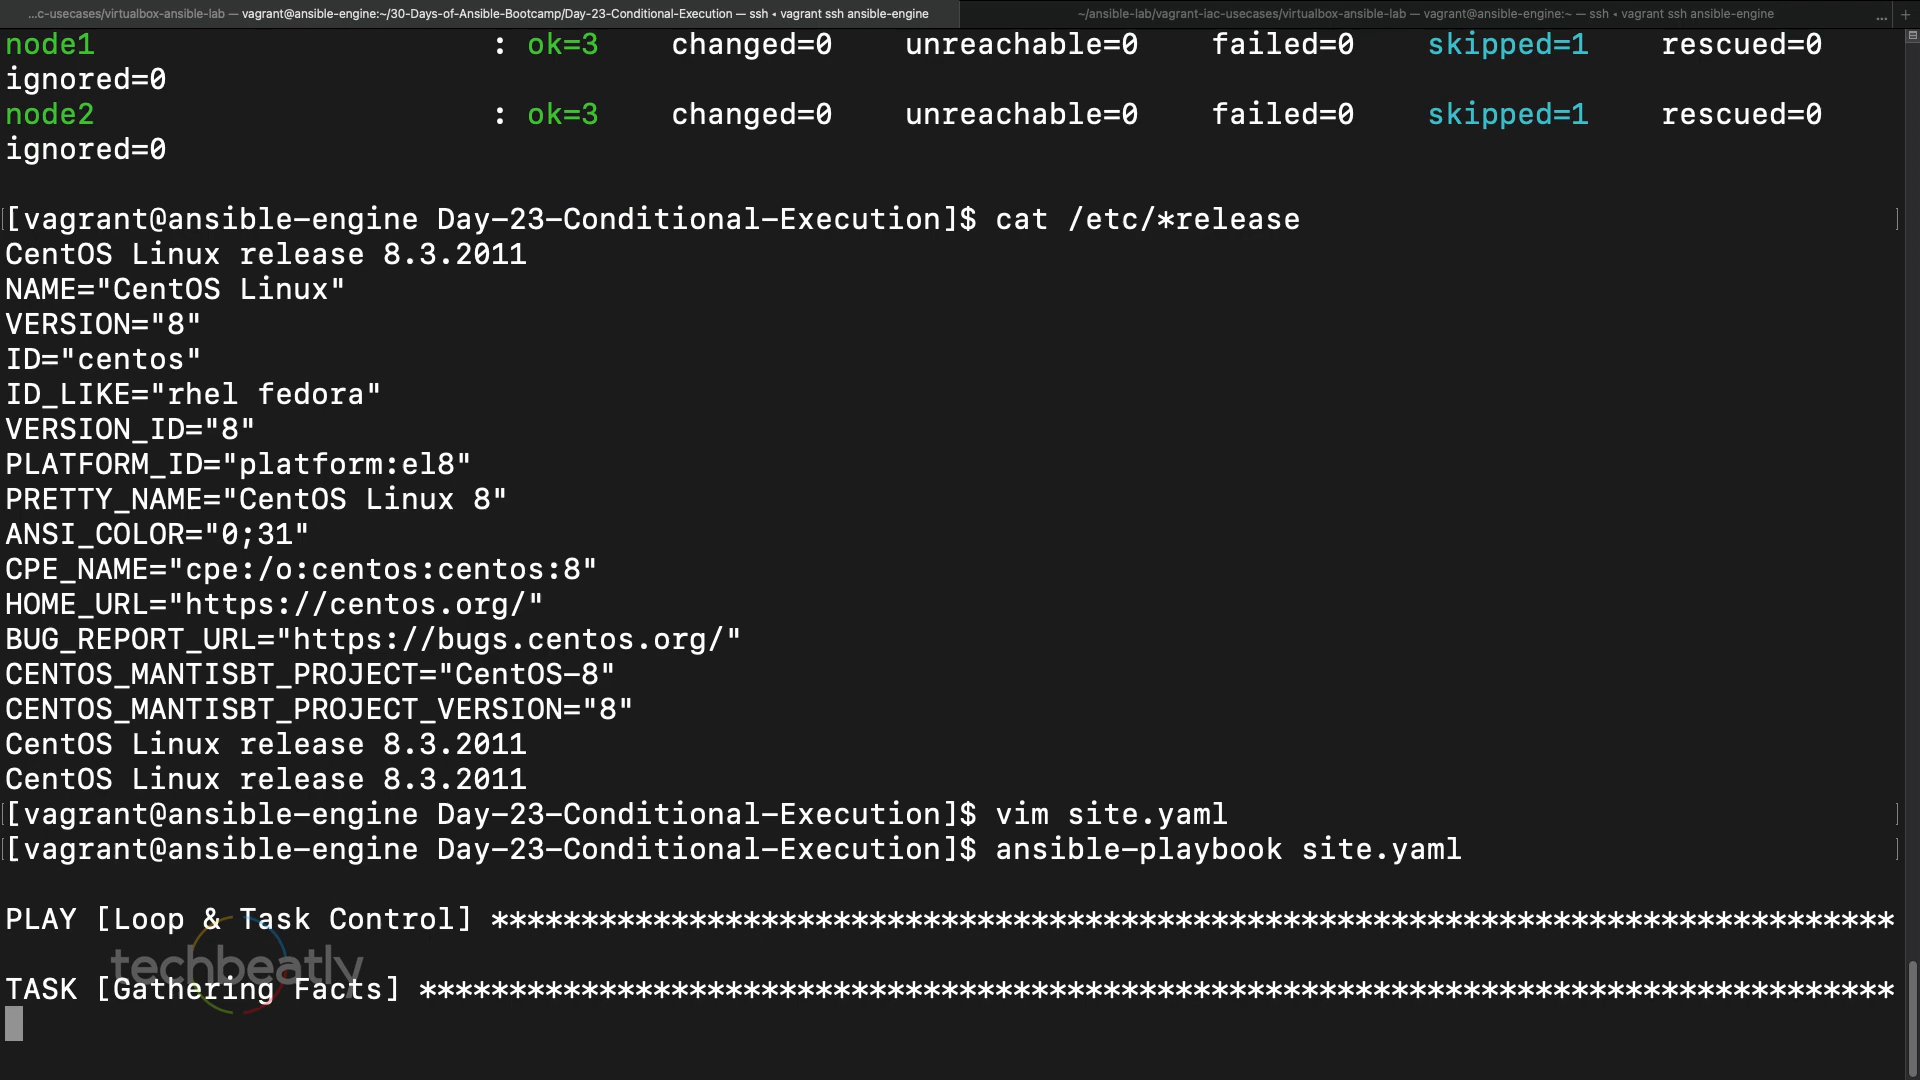 …c-usecases/virtualbox-ansible-lab — vagrant@ansible-engine:~/30-Days-of-Ansible-Bootcamp/Day-23-Conditional-Execution — ssh ◂ vagrant ssh ansible-engine
~/ansible-lab/vagrant-iac-usecases/virtualbox-ansible-lab — vagrant@ansible-engine:~ — ssh ◂ vagrant ssh ansible-engine ... +
node1 : ok=3 changed=0 unreachable=0 failed=0 skipped=1 rescued=0
ignored=0
node2 : ok=3 changed=0 unreachable=0 failed=0 skipped=1 rescued=0
ignored=0
[[vagrant@ansible-engine Day-23-Conditional-Execution]$ cat /etc/*release ]
CentOS Linux release 8.3.2011
NAME="CentOS Linux"
VERSION="8"
ID="centos"
ID_LIKE="rhel fedora"
VERSION_ID="8"
PLATFORM_ID="platform:el8"
PRETTY_NAME="CentOS Linux 8"
ANSI_COLOR="0;31"
CPE_NAME="cpe:/o:centos:centos:8"
HOME_URL="https://centos.org/"
BUG_REPORT_URL="https://bugs.centos.org/"
CENTOS_MANTISBT_PROJECT="CentOS-8"
CENTOS_MANTISBT_PROJECT_VERSION="8"
CentOS Linux release 8.3.2011
CentOS Linux release 8.3.2011
[[vagrant@ansible-engine Day-23-Conditional-Execution]$ vim site.yaml ]
[[vagrant@ansible-engine Day-23-Conditional-Execution]$ ansible-playbook site.yaml ]
PLAY [Loop & Task Control] ******************************************************************************
techbeatly
TASK [Gathering Facts] **********************************************************************************